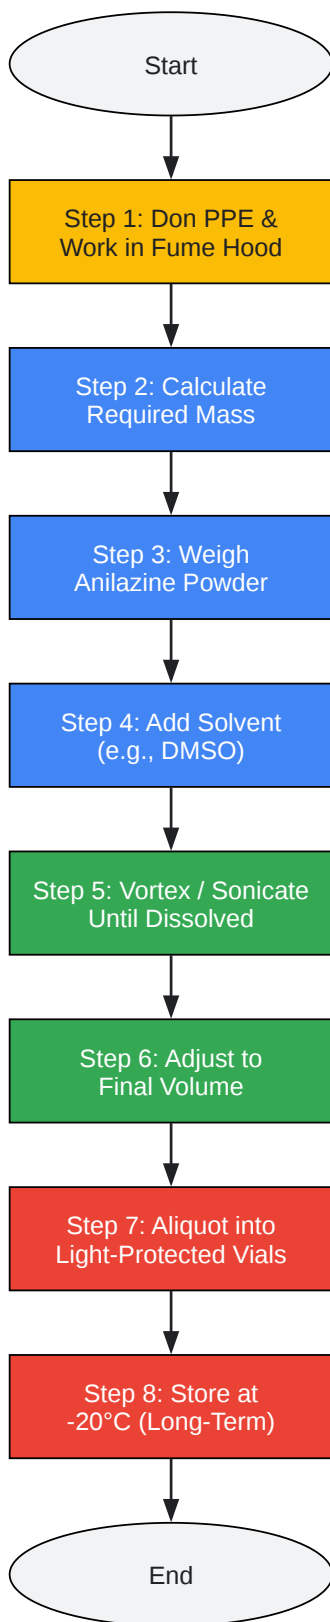 Start
Step 1: Don PPE &
Work in Fume Hood
Step 2: Calculate
Required Mass
Step 3: Weigh
Anilazine Powder
Step 4: Add Solvent
(e.g., DMSO)
Step 5: Vortex / Sonicate
Until Dissolved
Step 6: Adjust to
Final Volume
Step 7: Aliquot into
Light-Protected Vials
Step 8: Store at
-20°C (Long-Term)
End